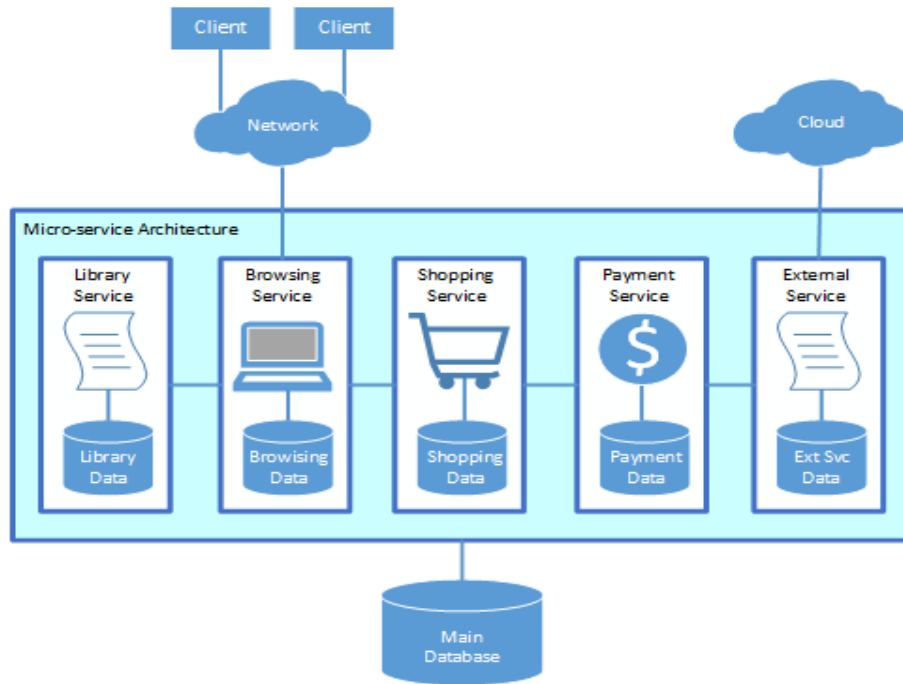 Client
Client
Network
Cloud
Micro-service Architecture
Library
Service
Browsing
Service
Shopping
Service
Payment
Service
External
Service
$
Library
Data
Browising
Data
Shopping
Data
Payment
Data
Ext Svc
Data
Main
Database